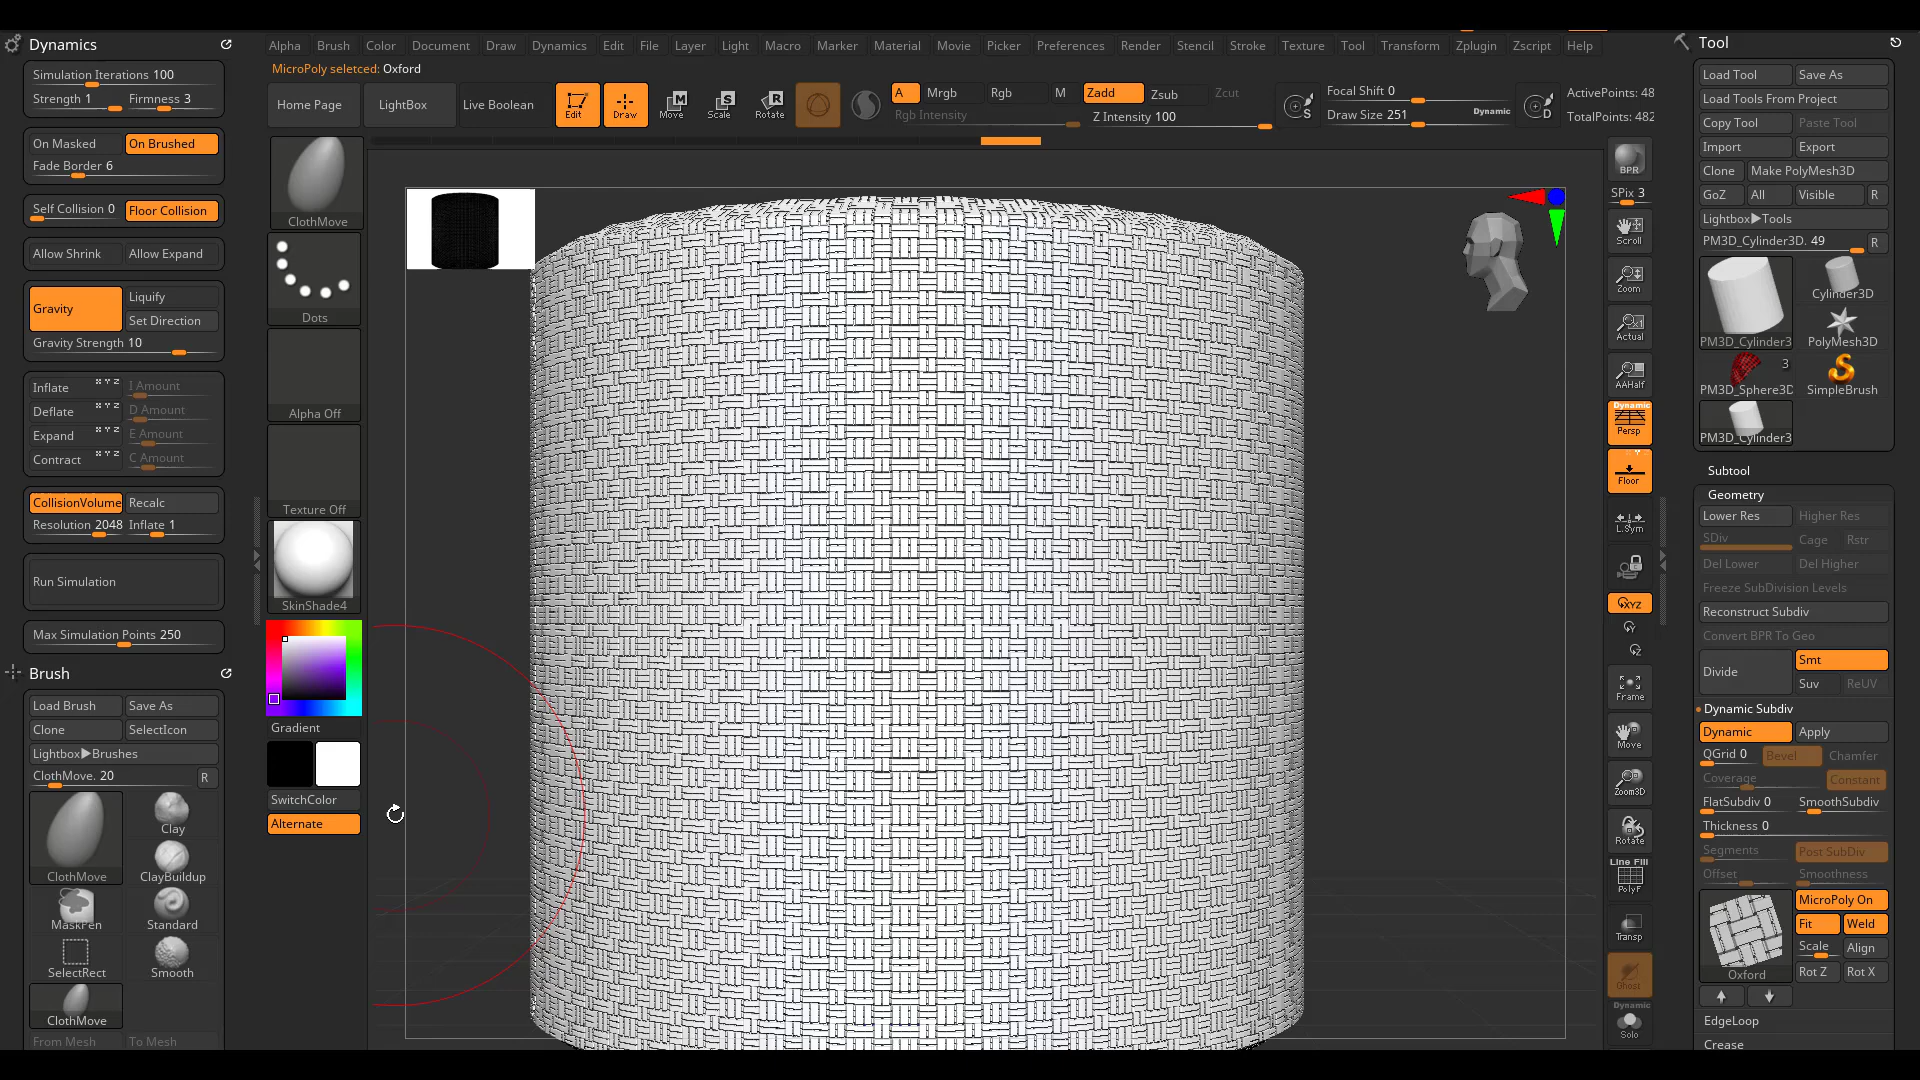 Dynamics
Simulation Iterations 100
Strength 1 Firmness 3
On Masked On Brushed
Fade Border 6
Self Collision 0 Floor Collision
Allow Shrink Allow Expand
Gravity Liquify
Set Direction
Gravity Strength 10
Inflate X Y Z I Amount
Deflate X Y Z D Amount
Expand X Y Z E Amount
Contract X Y Z C Amount
CollisionVolume Recalc
Resolution 2048 Inflate 1
Run Simulation
Max Simulation Points 250
Brush
Load Brush Save As
Clone SelectIcon
Lightbox▶Brushes
ClothMove. 20 R
ClothMove
Clay
ClayBuildup
MaskPen
Standard
SelectRect
Smooth
ClothMove
From Mesh To Mesh
Alpha Brush Color Document Draw Dynamics Edit File Layer Light Macro Marker Material Movie Picker Preferences Render Stencil Stroke Texture Tool Transform Zplugin Zscript Help
MicroPoly seletced: Oxford
Home Page LightBox Live Boolean
Edit Draw Move Scale Rotate
A Mrgb Rgb M Zadd Zsub Zcut
Rgb Intensity Z Intensity 100
S
Focal Shift 0
Draw Size 251 Dynamic
D
ActivePoints: 48
TotalPoints: 482
ClothMove
Dots
Alpha Off
Texture Off
SkinShade4
Gradient
SwitchColor
Alternate
BPR
SPix 3
Scroll
Zoom
Actual
AAHalf
Dynamic
Persp
Floor
L.Sym
XYZ
Y
Z
Frame
Move
Zoom3D
Rotate
Line Fill
PolyF
Transp
Ghost
Dynamic
Solo
Tool
Load Tool Save As
Load Tools From Project
Copy Tool Paste Tool
Import Export
Clone Make PolyMesh3D
GoZ All Visible R
Lightbox▶Tools
PM3D_Cylinder3D. 49 R
PM3D_Cylinder3
Cylinder3D
PolyMesh3D
3
PM3D_Sphere3D SimpleBrush
PM3D_Cylinder3
Subtool
Geometry
Lower Res Higher Res
SDiv Cage Rstr
Del Lower Del Higher
Freeze SubDivision Levels
Reconstruct Subdiv
Convert BPR To Geo
Divide Smt
Suv ReUV
Dynamic Subdiv
Dynamic Apply
QGrid 0 Bevel Chamfer
Coverage Constant
FlatSubdiv 0 SmoothSubdiv
Thickness 0
Segments Post SubDiv
Offset Smoothness
MicroPoly On
Fit Weld
Scale Align
Oxford Rot Z Rot X
EdgeLoop
Crease